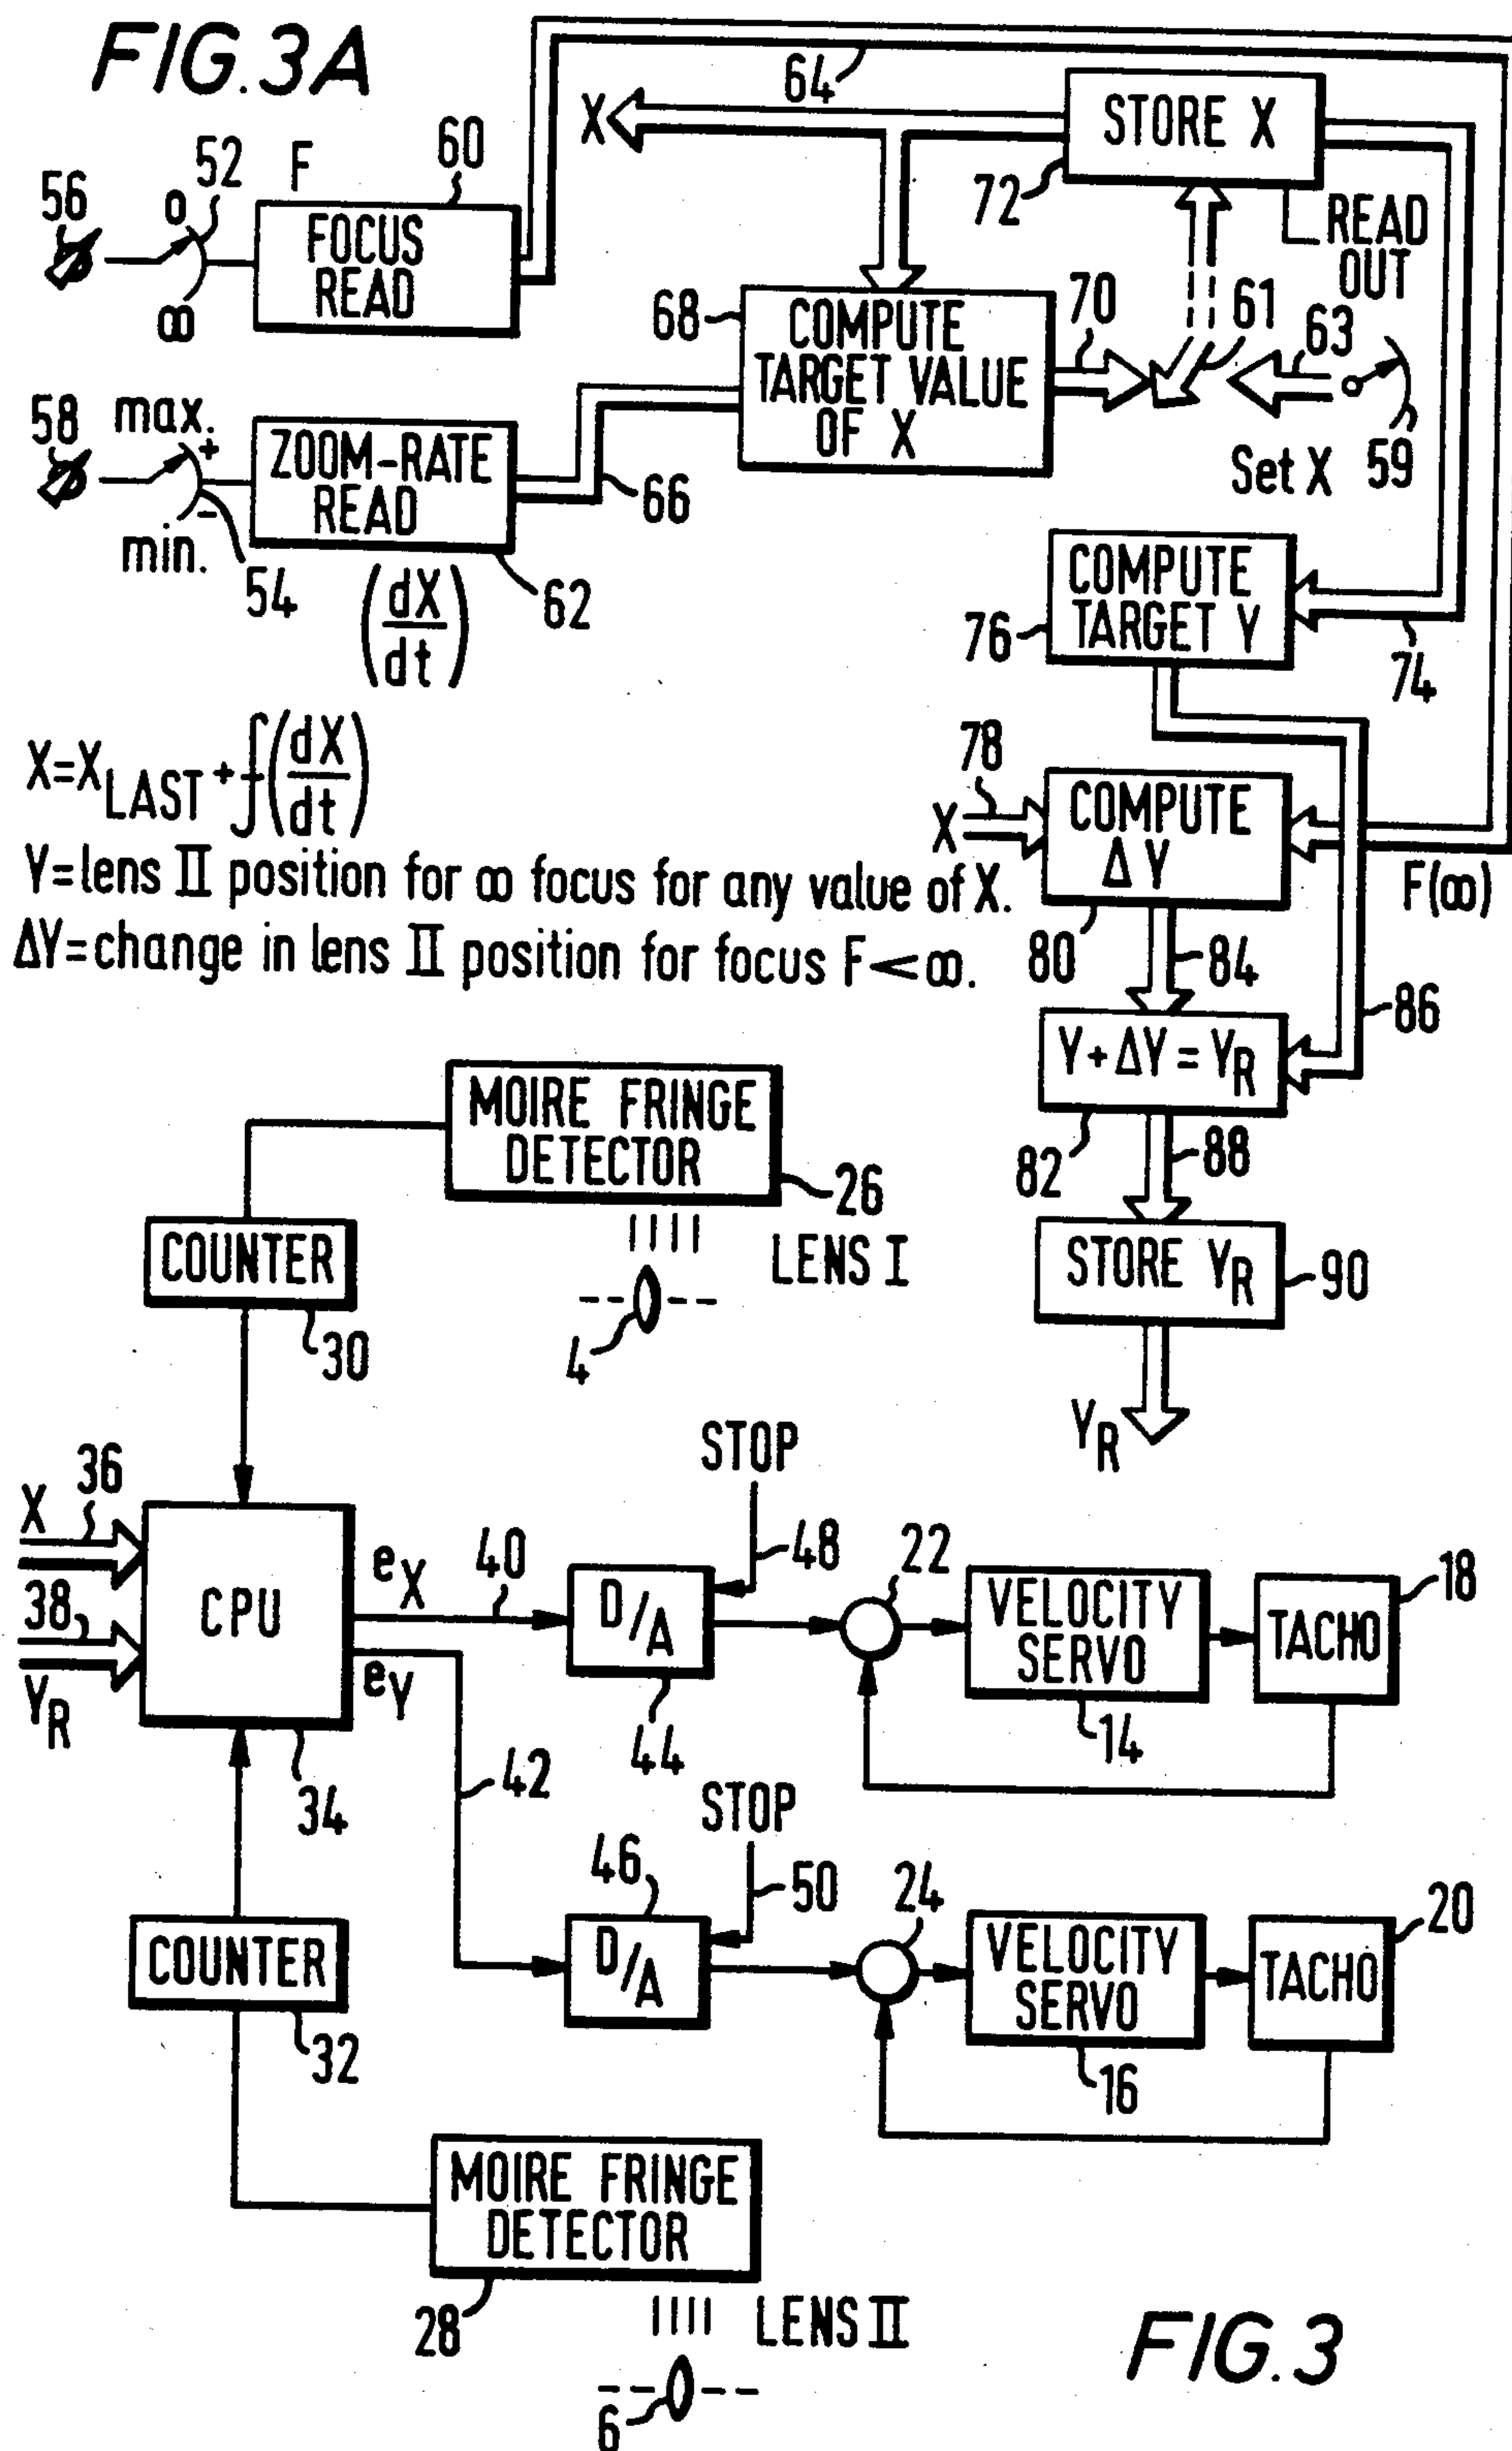 FIG.3A
64
X
STORE X
72
READ
OUT
56
0
52
∞
F
60
FOCUS
READ
68
COMPUTE
TARGET VALUE
OF X
70
61
63
Set X
59
58
max.
+
-
min.
54
ZOOM-RATE
READ
66
62
(dX/dt)
COMPUTE
TARGET Y
76
74
X=X LAST +∫(dX/dt)
Y=lens II position for ∞ focus for any value of X.
ΔY=change in lens II position for focus F<∞.
78
X
COMPUTE
ΔY
80
F(∞)
84
86
Y+ΔY=YR
82
88
STORE YR
90
YR
MOIRE FRINGE
DETECTOR
26
LENS I
4
COUNTER
30
X
36
38
YR
CPU
34
eX
40
eY
42
STOP
48
D/A
44
22
VELOCITY
SERVO
14
TACHO
18
STOP
50
46
D/A
24
VELOCITY
SERVO
16
TACHO
20
COUNTER
32
MOIRE FRINGE
DETECTOR
28
LENS II
6
FIG.3